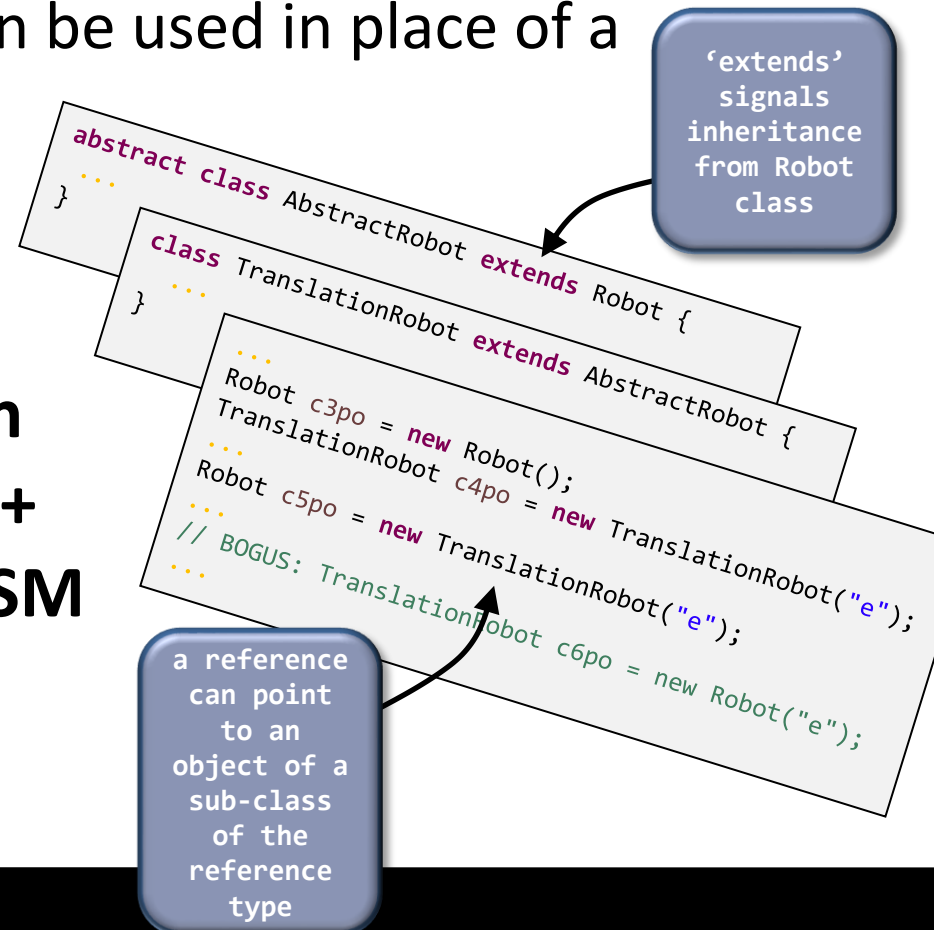 n be used in place of a
‘extends’
signals
inheritance
from Robot
class
abstract class AbstractRobot extends Robot {
...
}
class TranslationRobot extends AbstractRobot {
...
}
...
Robot c3po = new Robot();
TranslationRobot c4po = new TranslationRobot("e");
...
Robot c5po = new TranslationRobot("e");
...
// BOGUS: TranslationRobot c6po = new Robot("e");
...
n
+
SM
a reference
can point
to an
object of a
sub-class
of the
reference
type